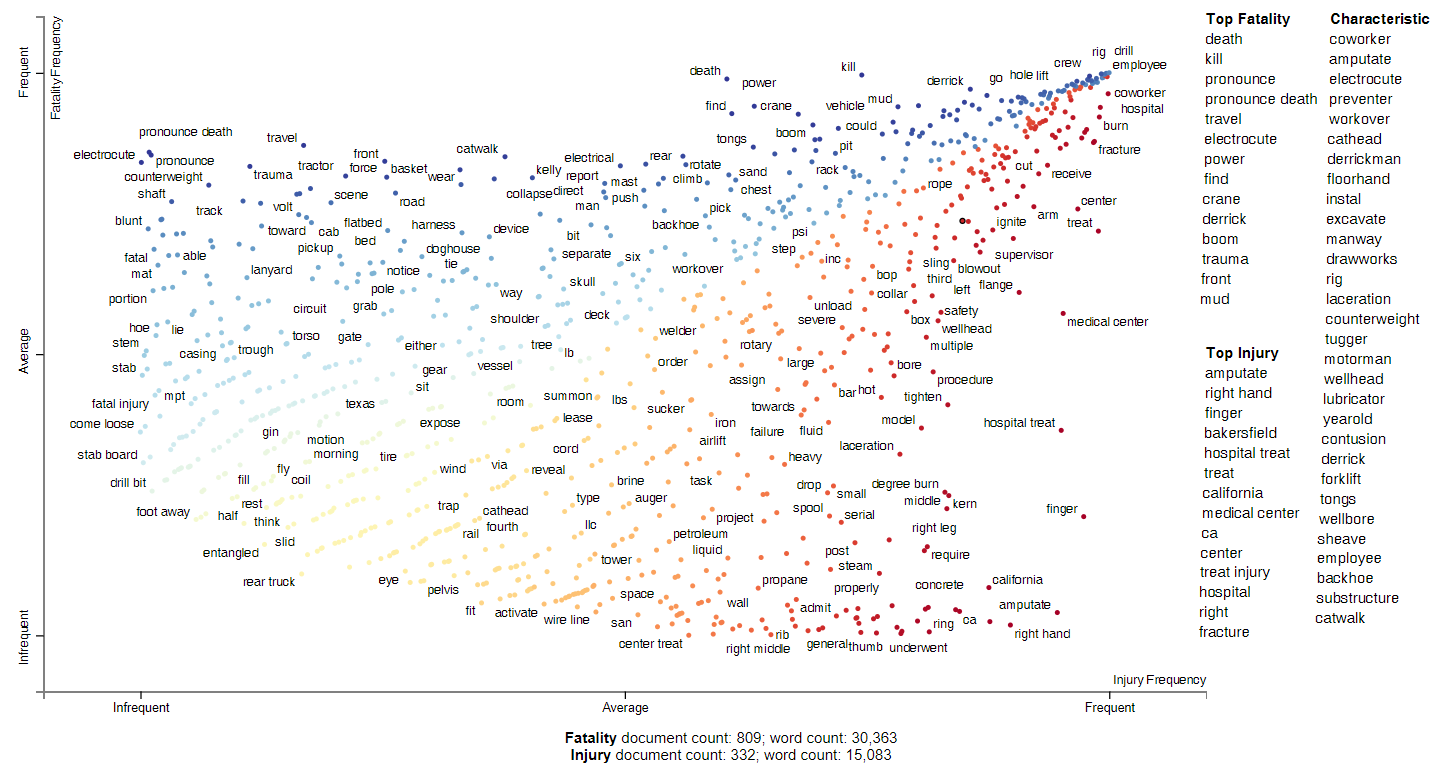 Top Fatality Characteristic
death coworker
kill amputate
pronounce electrocute
pronounce death preventer
travel workover
electrocute cathead
power derrickman
find floorhand
crane instal
derrick excavate
boom manway
trauma drawworks
front rig
mud laceration
counterweight
tugger
Top Injury motorman
amputate wellhead
right hand lubricator
finger yearold
bakersfield contusion
hospital treat derrick
treat forklift
california tongs
medical center wellbore
ca sheave
center employee
treat injury backhoe
hospital substructure
right catwalk
fracture
Frequent
Fatality Frequency
Average
Infrequent
rig drill
crew employee
death kill go hole lift
power derrick
coworker
find crane vehicle mud hospital
pronounce death travel tongs boom could burn
electrocute pronounce front catwalk electrical rear pit fracture
counterweight trauma tractor force basket wear kelly report mast climb rotate sand rack cut receive
shaft scene collapse direct push chest rope
track volt road man pick arm center
blunt toward cab flatbed harness device backhoe psi ignite treat
fatal able pickup bed doghouse bit separate six step inc supervisor
mat lanyard notice tie workover sling blowout
portion pole way skull bop third left flange
circuit grab collar
hoe lie shoulder deck unload severe box safety medical center
stem torso gate welder wellhead
stab casing trough either tree lb rotary multiple
gear vessel order large bore
mpt sit assign procedure
fatal injury texas room summon lbs sucker towards bar hot tighten
come loose expose lease iron failure fluid model hospital treat
gin motion airlift
stab board morning tire cord heavy laceration
fly wind via reveal
drill bit fill coil brine task drop small degree burn
rest trap type auger middle kern
foot away half think cathead spool serial finger
fourth llc project
slid rail petroleum right leg
entangled liquid post require
rear truck eye tower steam
pelvis propane properly concrete california
space
fit activate wall admit amputate
wire line san ring ca right hand
center treat rib
right middle general thumb underwent
Injury Frequency
Infrequent Average Frequent
Fatality document count: 809; word count: 30,363
Injury document count: 332; word count: 15,083